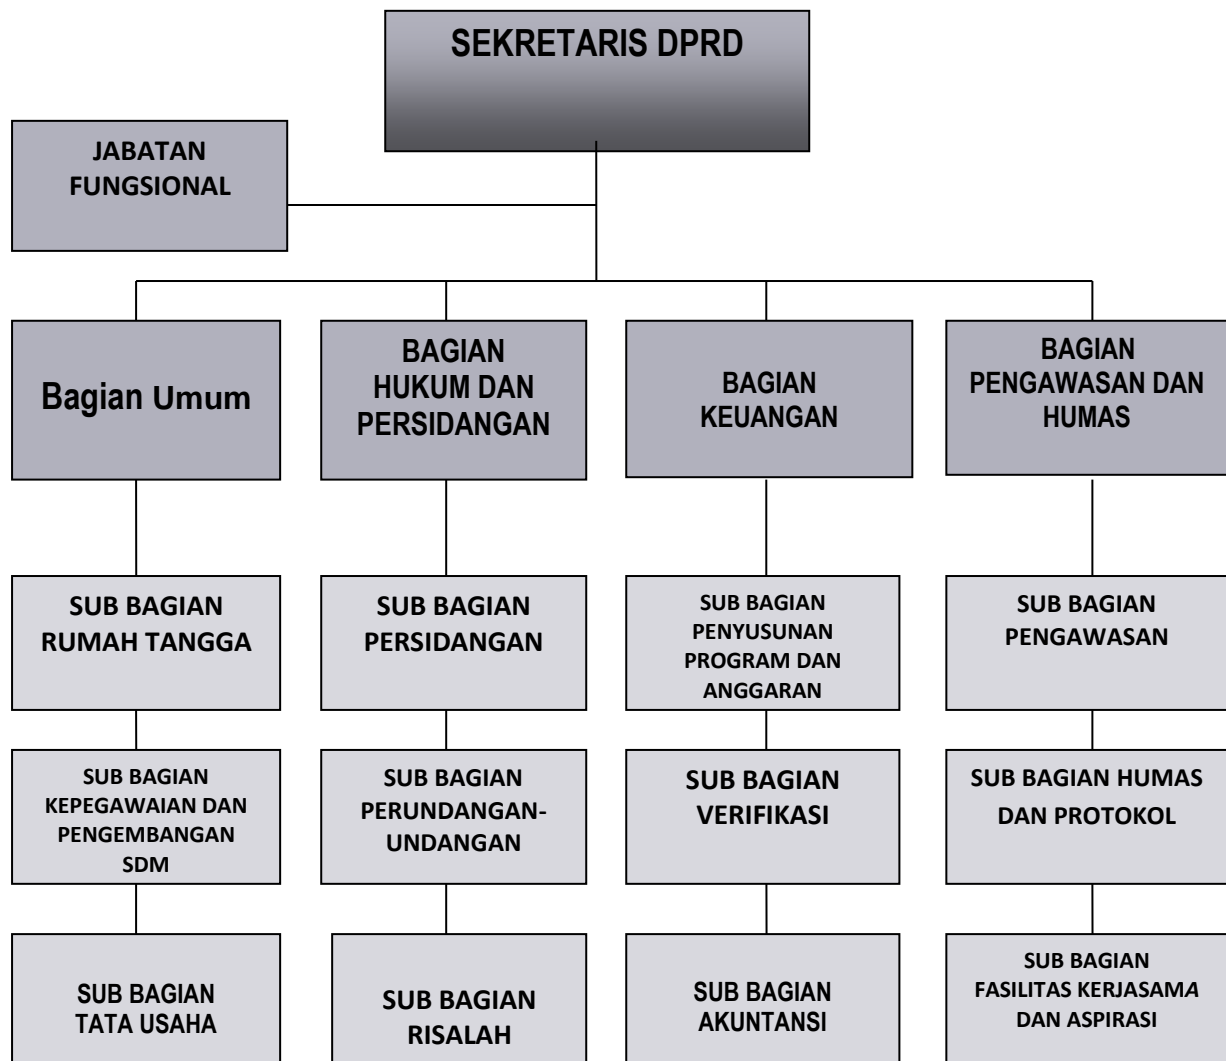 SEKRETARIS DPRD
JABATAN
FUNGSIONAL
Bagian Umum
BAGIAN
HUKUM DAN
PERSIDANGAN
BAGIAN
KEUANGAN
BAGIAN
PENGAWASAN DAN
HUMAS
SUB BAGIAN
RUMAH TANGGA
SUB BAGIAN
PERSIDANGAN
SUB BAGIAN
PENYUSUNAN
PROGRAM DAN
ANGGARAN
SUB BAGIAN
PENGAWASAN
SUB BAGIAN
KEPEGAWAIAN DAN
PENGEMBANGAN
SDM
SUB BAGIAN
PERUNDANGAN-
UNDANGAN
SUB BAGIAN
VERIFIKASI
SUB BAGIAN HUMAS
DAN PROTOKOL
SUB BAGIAN
TATA USAHA
SUB BAGIAN
RISALAH
SUB BAGIAN
AKUNTANSI
SUB BAGIAN
FASILITAS KERJASAMA
DAN ASPIRASI